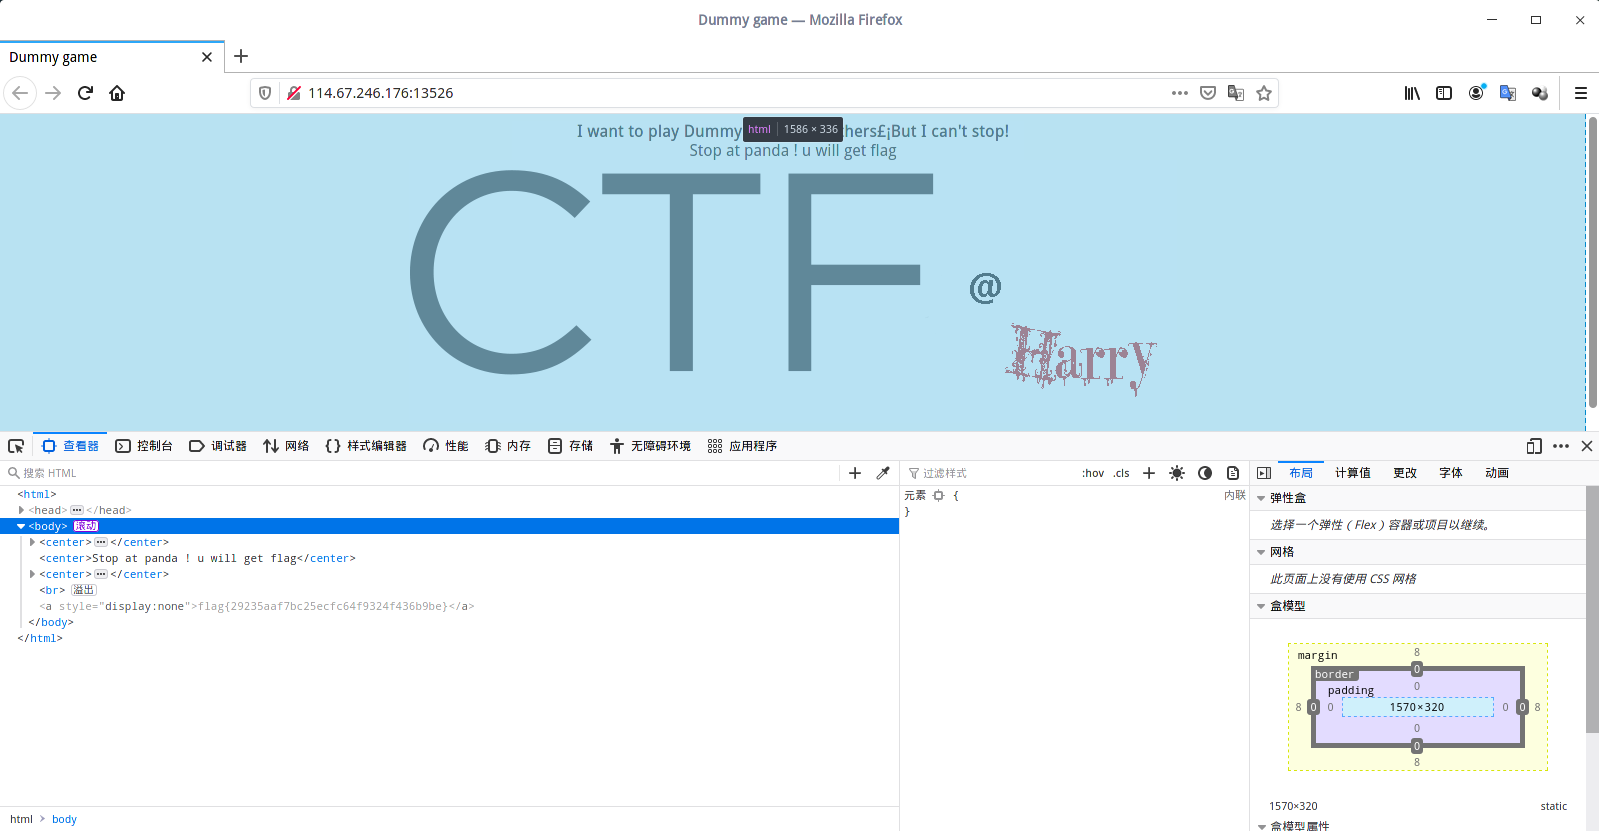 Dummy game — Mozilla Firefox
Dummy game
114.67.246.176:13526
I want to play Dummy
hers£¡But I can't stop!
html 1586 × 336
Stop at panda ! u will get flag
CTF
@
Harry
查看器 控制台 调试器 网络 {} 样式编辑器 性能 内存 存储 无障碍环境 应用程序
搜索 HTML
过滤样式
:hov .cls
布局 计算值 更改 字体 动画
<html>
<head> ••• </head>
<body> 滚动
<center> ••• </center>
<center>Stop at panda ! u will get flag</center>
<center> ••• </center>
<br> 溢出
<a style="display:none">flag{29235aaf7bc25ecfc64f9324f436b9be}</a>
</body>
</html>
元素 { 内联
}
弹性盒
选择一个弹性（Flex）容器或项目以继续。
网格
此页面上没有使用 CSS 网格
盒模型
margin 8
border 0
padding 0
8 0 0 1570×320 0 0 8
0
0
8
1570×320 static
盒模型属性
html > body